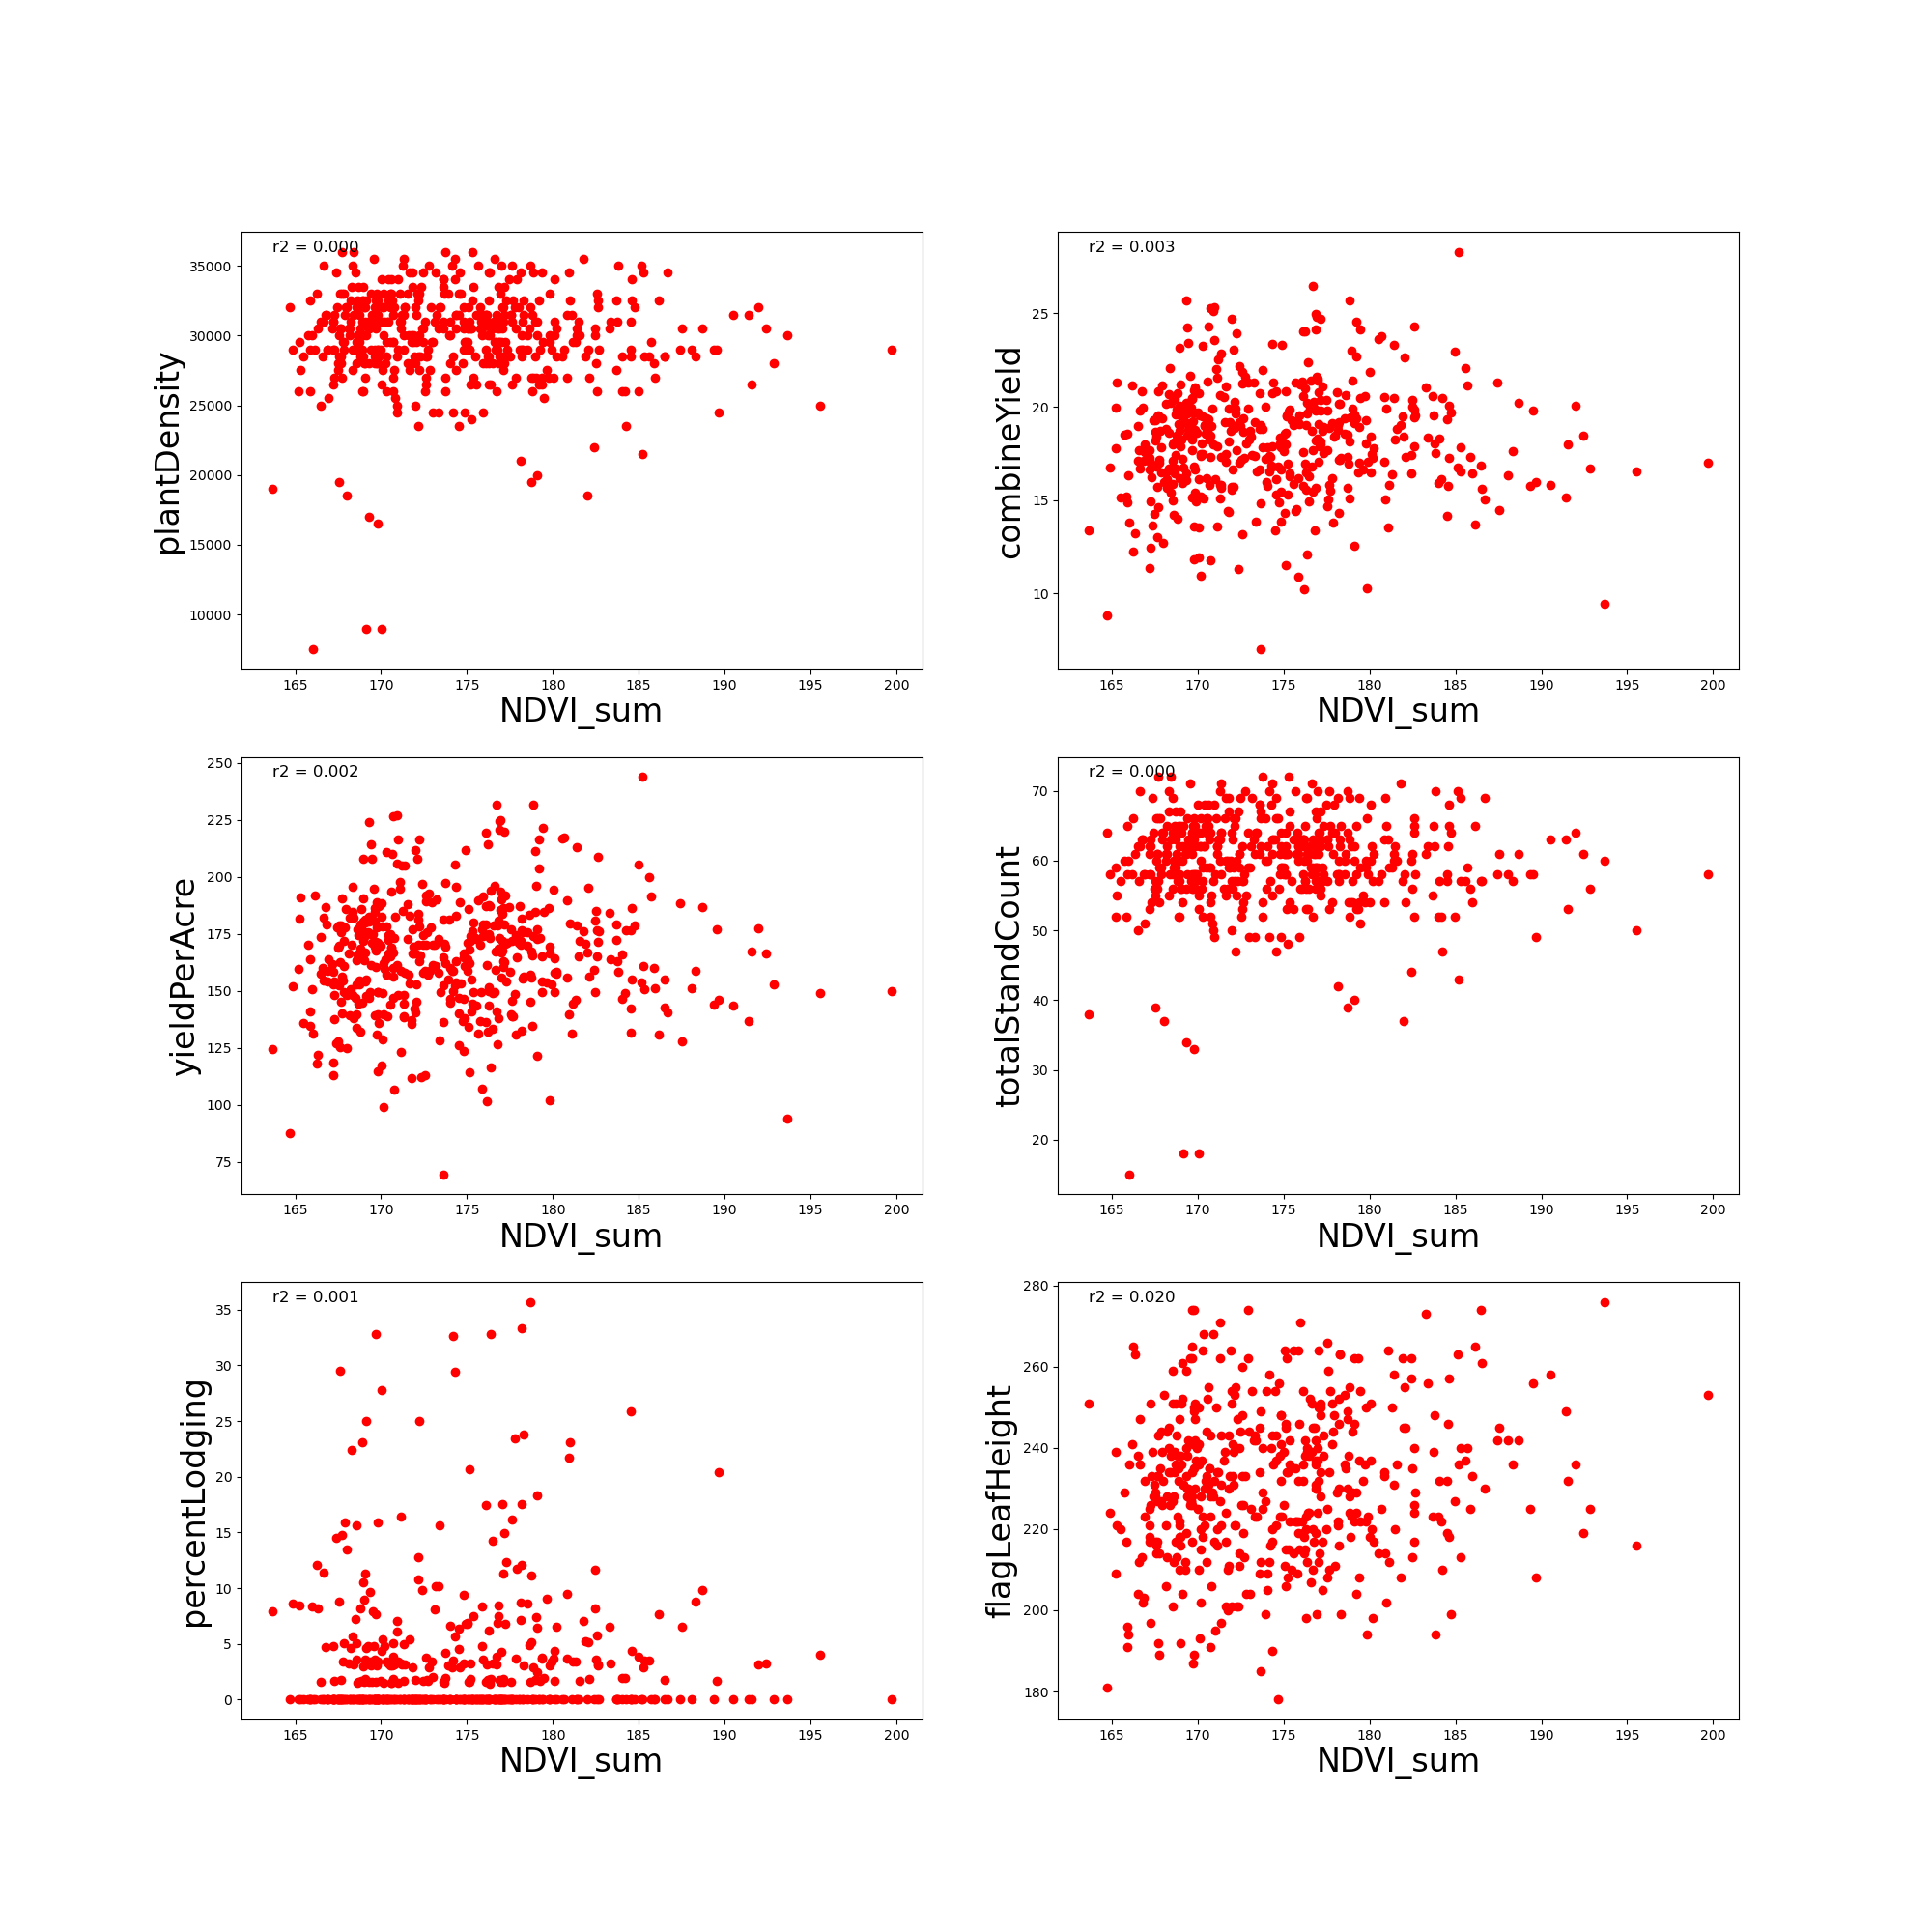 r2 = 0.000
35000
30000
25000
20000
15000
10000
plantDensity
165 170 175 180 185 190 195 200
NDVI_sum
r2 = 0.003
25
20
15
10
combineYield
165 170 175 180 185 190 195 200
NDVI_sum
r2 = 0.002
250
225
200
175
150
125
100
75
yieldPerAcre
165 170 175 180 185 190 195 200
NDVI_sum
r2 = 0.000
70
60
50
40
30
20
totalStandCount
165 170 175 180 185 190 195 200
NDVI_sum
r2 = 0.001
35
30
25
20
15
10
5
0
percentLodging
165 170 175 180 185 190 195 200
NDVI_sum
r2 = 0.020
280
260
240
220
200
180
flagLeafHeight
165 170 175 180 185 190 195 200
NDVI_sum